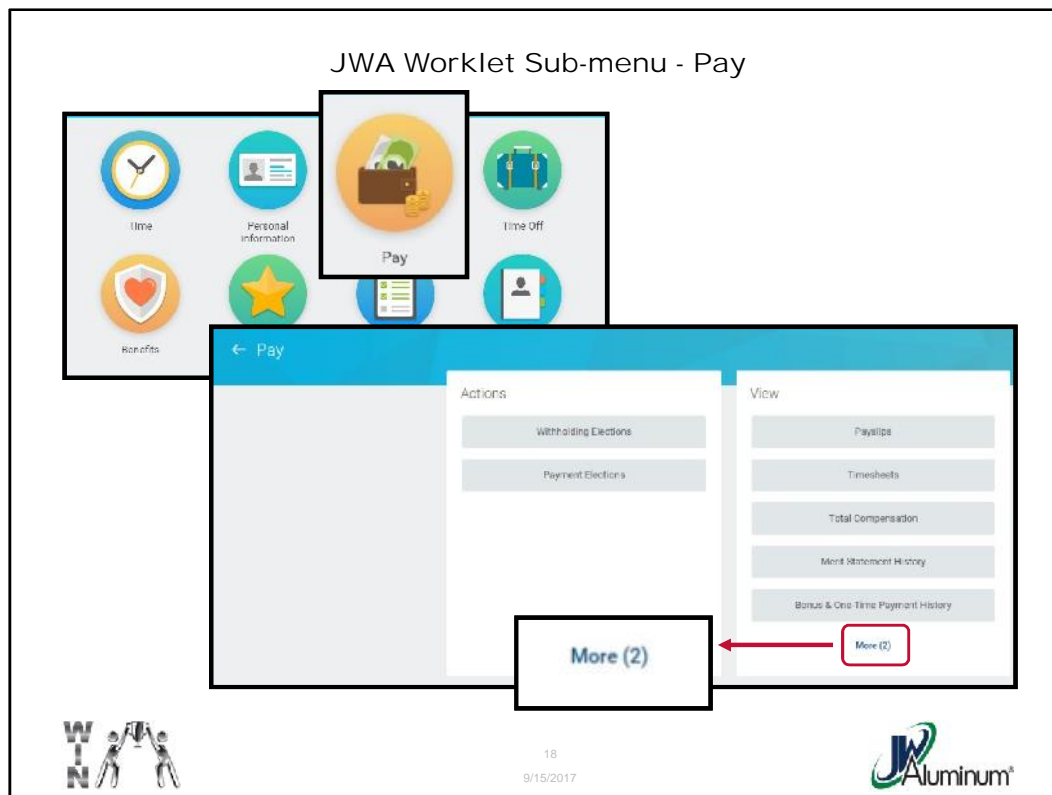 JWA Worklet Sub-menu - Pay
Time
Personal
Information
Pay
Time Off
Benefits
← Pay
Actions
View
Withholding Elections
Payslips
Payment Elections
Timesheets
Total Compensation
Merit Statement History
Bonus & One-Time Payment History
More (2)
More (2)
WIN
18
9/15/2017
JW Aluminum®